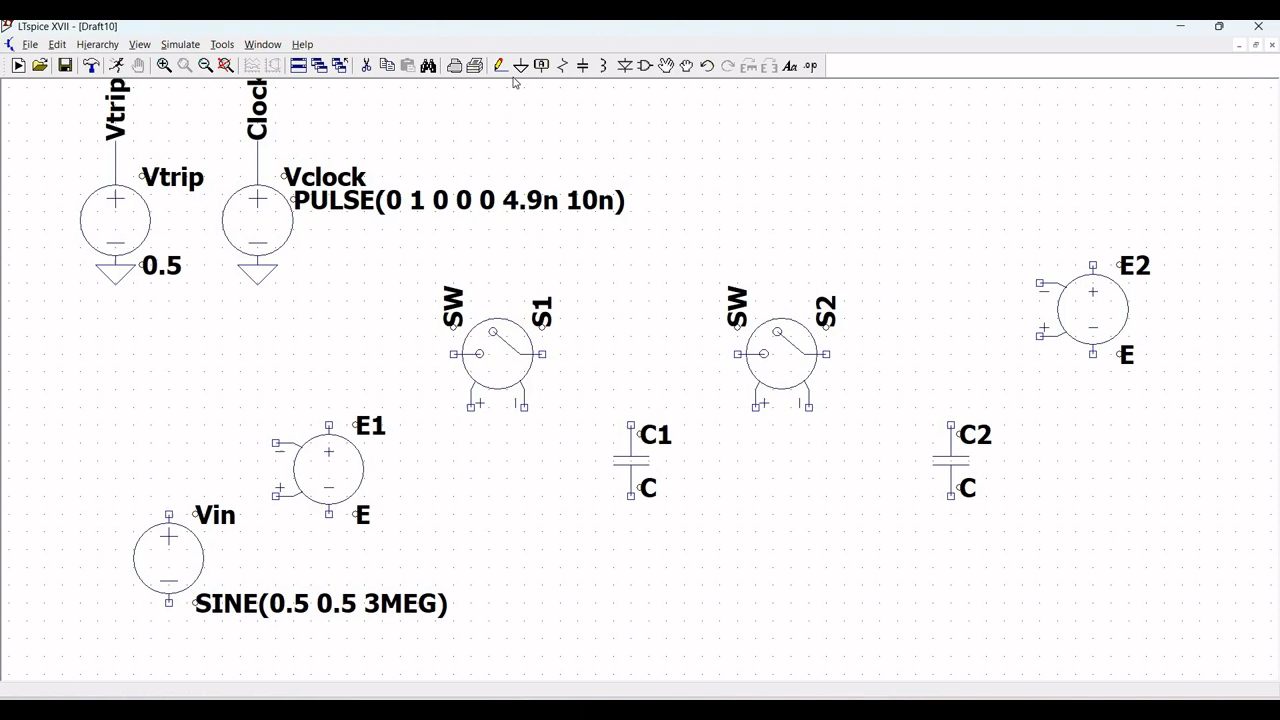 LTspice XVII - [Draft10]
File Edit Hierarchy View Simulate Tools Window Help
Aa .op
Vtrip
Clock
Vtrip
Vclock
PULSE(0 1 0 0 0 4.9n 10n)
0.5
SW
S1
SW
S2
E2
E
E1
E
C1
C
C2
C
Vin
SINE(0.5 0.5 3MEG)